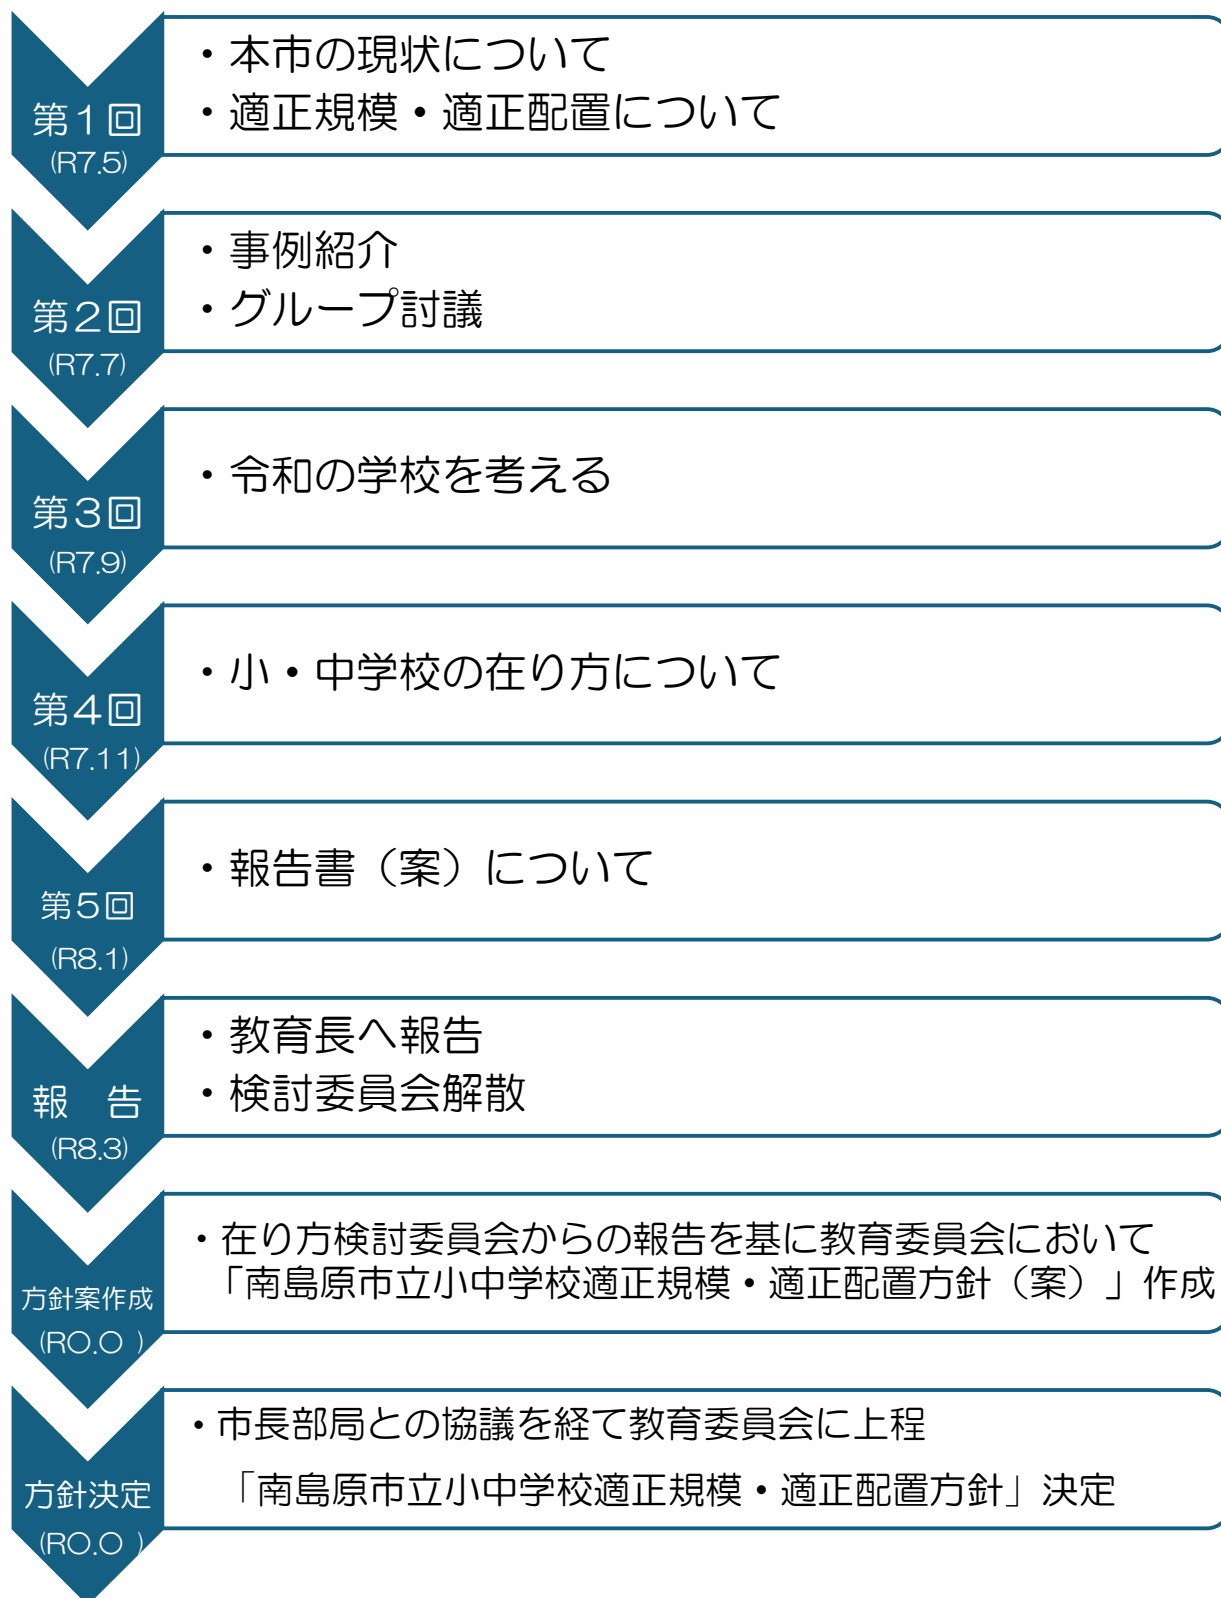 第１回
(R7.5)
・本市の現状について
・適正規模・適正配置について
第２回
(R7.7)
・事例紹介
・グループ討議
第３回
(R7.9)
・令和の学校を考える
第４回
(R7.11)
・小・中学校の在り方について
第５回
(R8.1)
・報告書（案）について
報　告
(R8.3)
・教育長へ報告
・検討委員会解散
方針案作成
(R〇.〇 )
・在り方検討委員会からの報告を基に教育委員会において
「南島原市立小中学校適正規模・適正配置方針（案）」作成
方針決定
(R〇.〇 )
・市長部局との協議を経て教育委員会に上程
「南島原市立小中学校適正規模・適正配置方針」決定